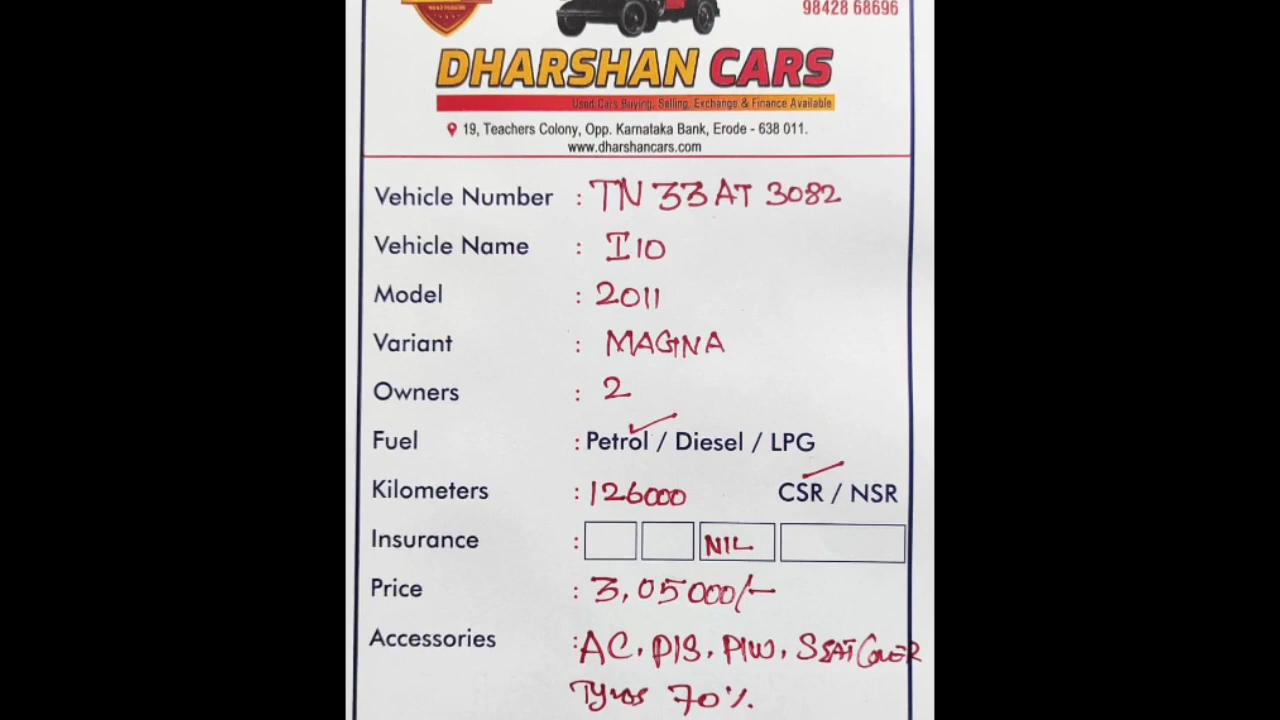 98428 68696
DHARSHAN CARS
Used Cars Buying, Selling, Exchange & Finance Available
19, Teachers Colony, Opp. Karnataka Bank, Erode - 638 011.
www.dharshancars.com
Vehicle Number : TN 33 AT 3082
Vehicle Name : I10
Model : 2011
Variant : MAGNA
Owners : 2
Fuel : Petrol / Diesel / LPG
Kilometers : 126000 CSR / NSR
Insurance : NIL
Price : 3,05000/-
Accessories : AC, P/S, P/W, SEAT COVER
Tyres 70%